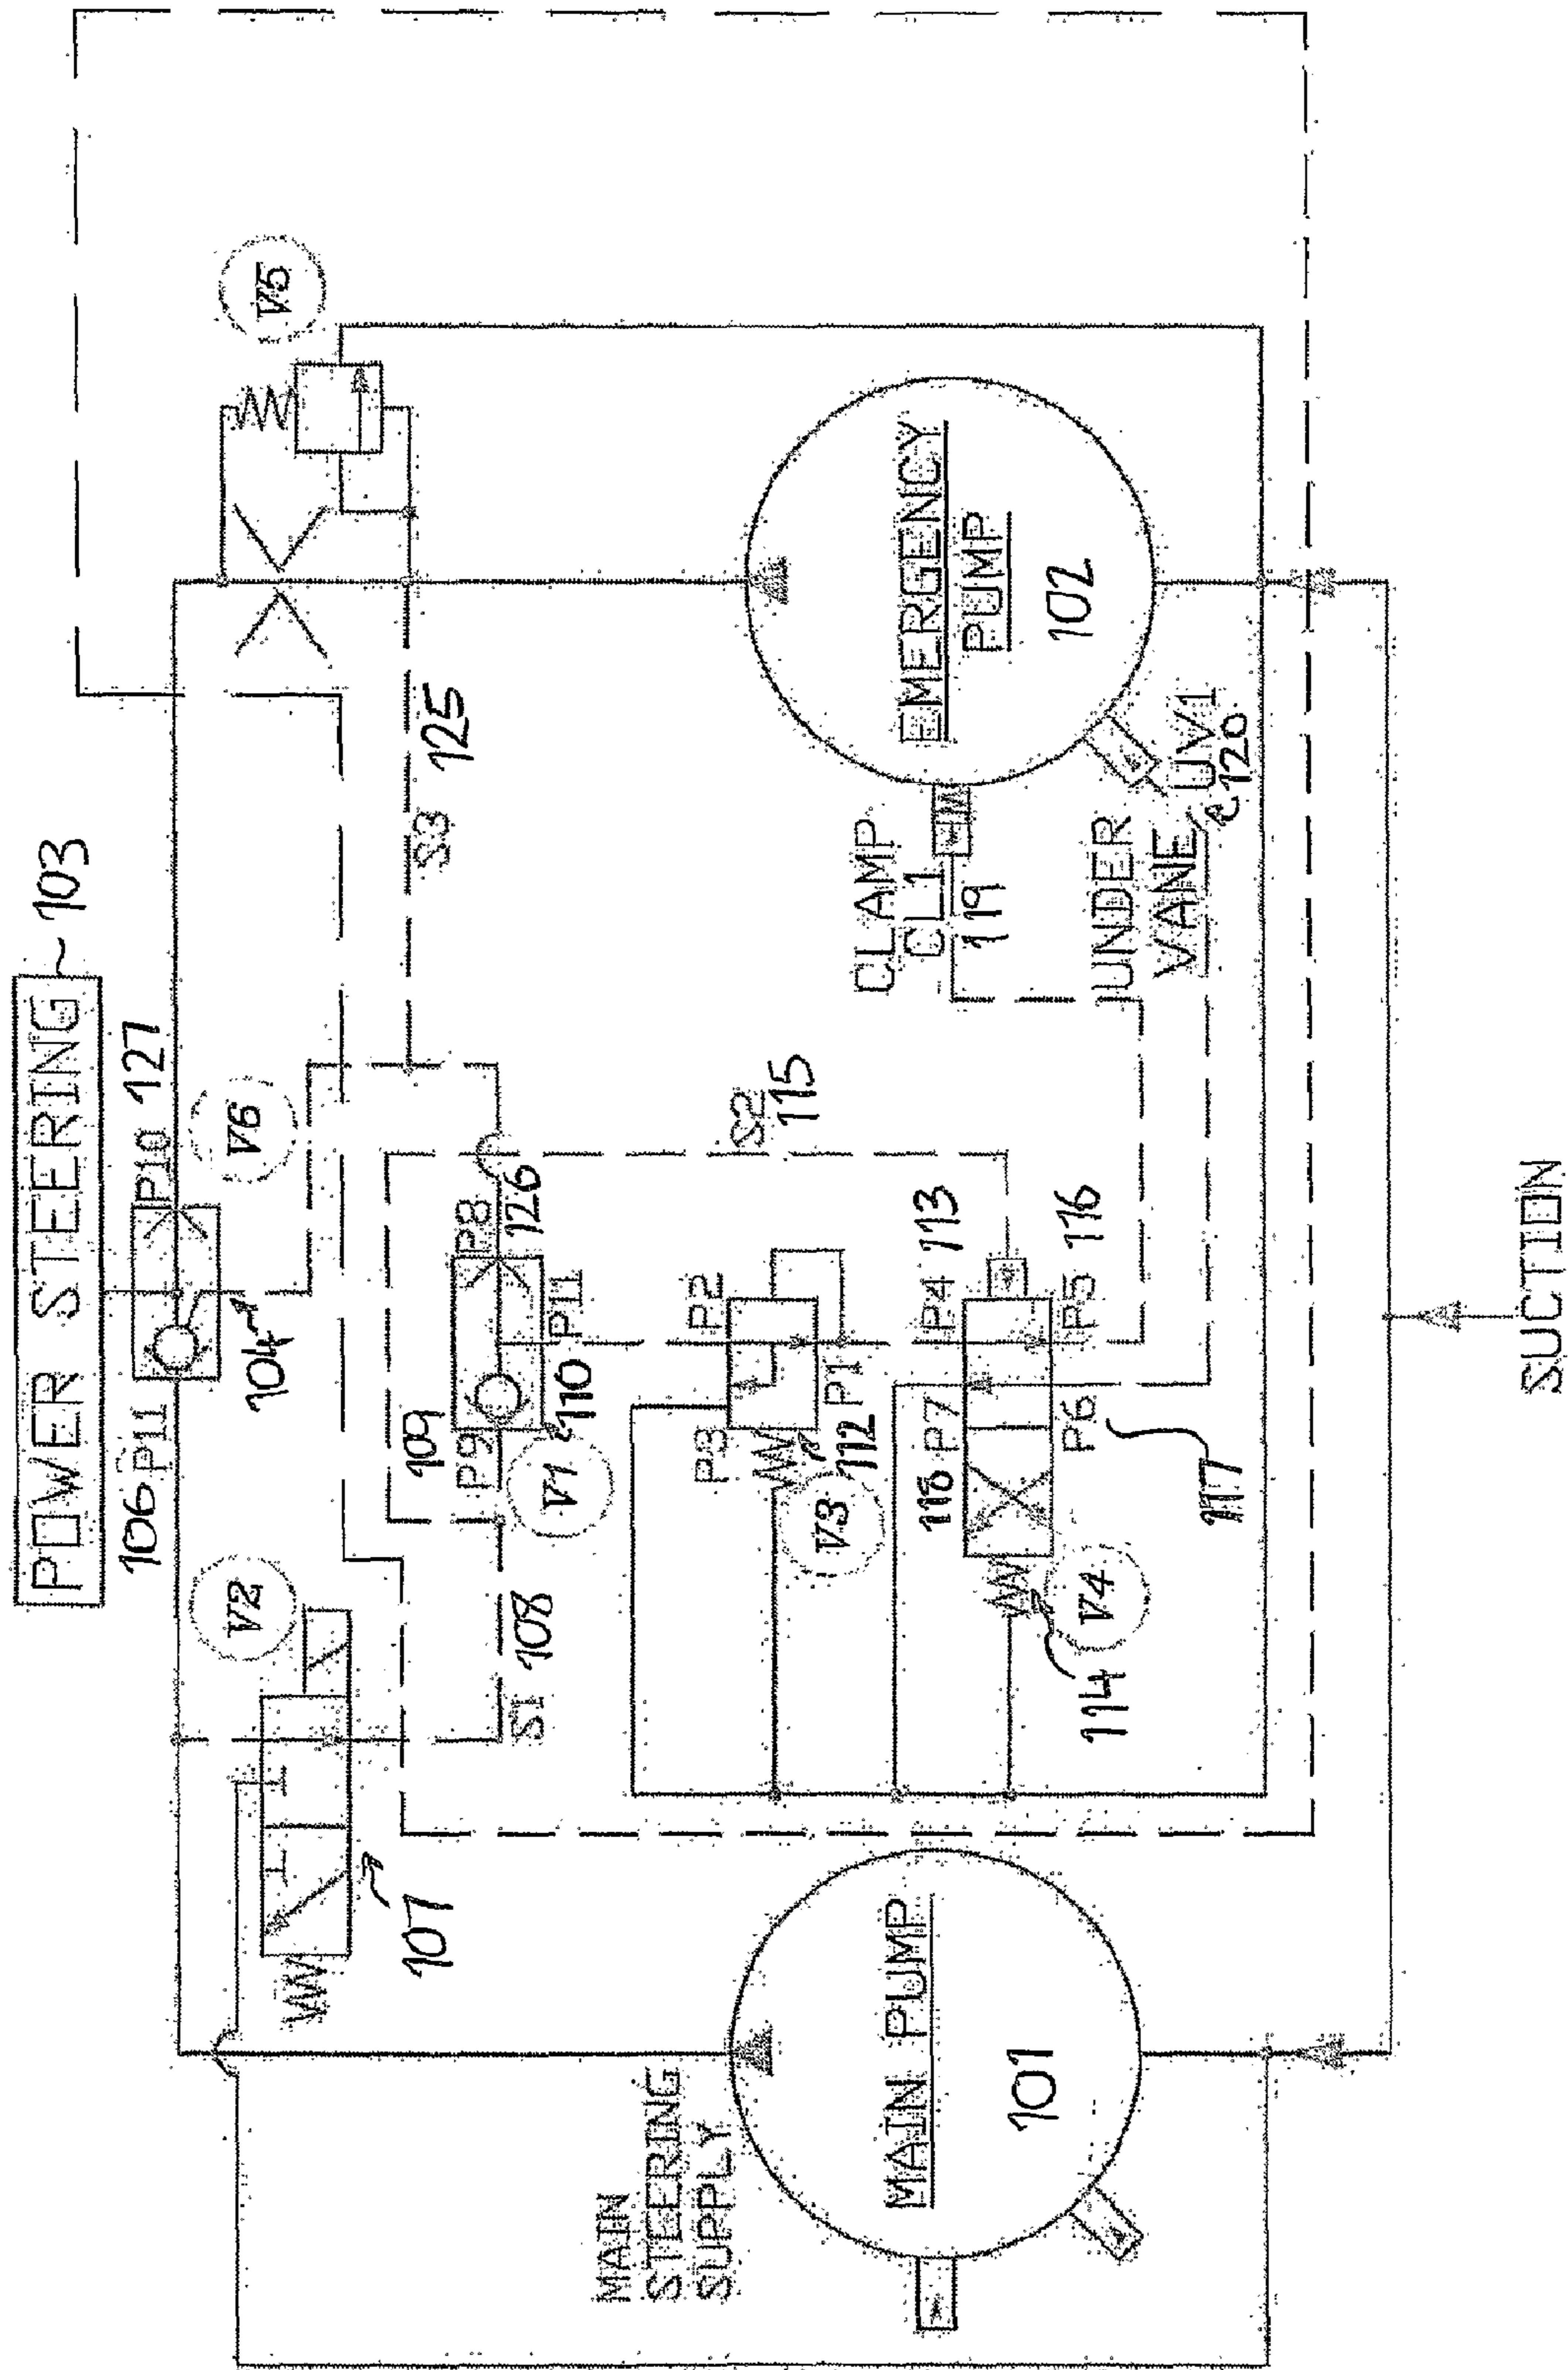 POWER STEERING 103
106 P11
P10 127
V6
104
V2
107
V5
S1 108
109
P9
P8
126
P11
110
V1
S3
125
S2
115
P2
P3
P1
112
V3
P4 113
P5 116
118 P7
P6
117
V4
114
CLAMP
CL1
119
UNDER
VANE UV1
120
EMERGENCY
PUMP
102
MAIN
STEERING
SUPPLY
MAIN PUMP
101
SUCTION